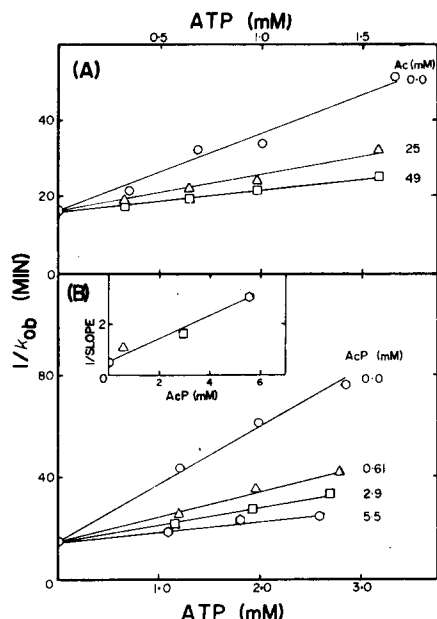 ATP (mM)
0·5 1·0 1·5
(A)
Ac (mM)
0·0
40
25
20
49
0
(B)
1/SLOPE
2
0 2 4 6
AcP (mM)
1/kob (MIN)
AcP (mM)
80
0·0
0·61
40
2·9
5·5
0
1·0 2·0 3·0
ATP (mM)